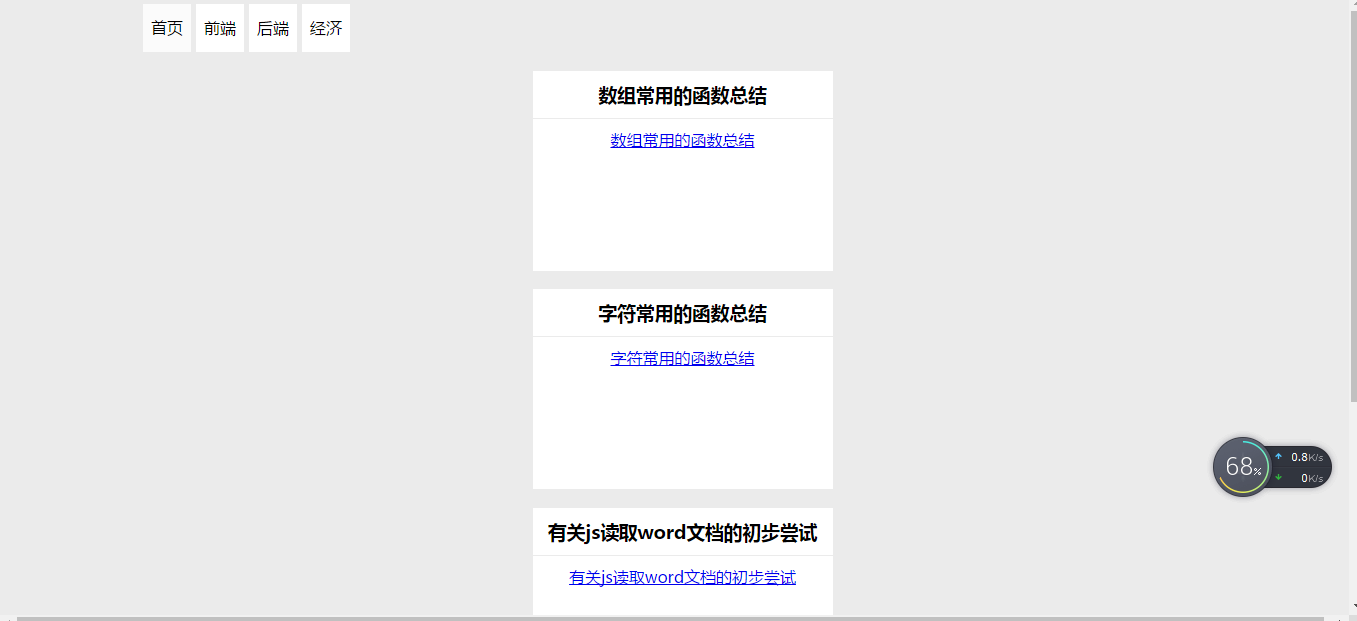 首页 前端 后端 经济
数组常用的函数总结
数组常用的函数总结
字符常用的函数总结
字符常用的函数总结
68% 0.8K/s
0K/s
有关js读取word文档的初步尝试
有关js读取word文档的初步尝试